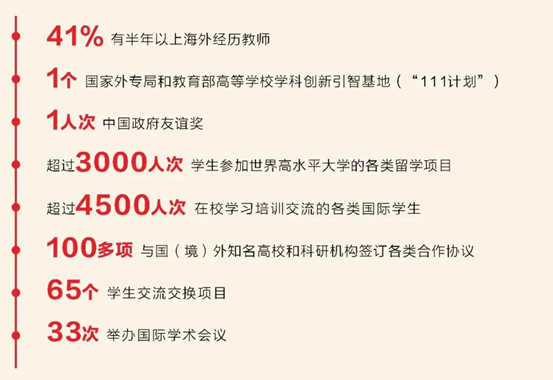 41% 有半年以上海外经历教师
1个 国家外专局和教育部高等学校学科创新引智基地（“111计划”）
1人次 中国政府友谊奖
超过3000人次 学生参加世界高水平大学的各类留学项目
超过4500人次 在校学习培训交流的各类国际学生
100多项 与国（境）外知名高校和科研机构签订各类合作协议
65个 学生交流交换项目
33次 举办国际学术会议